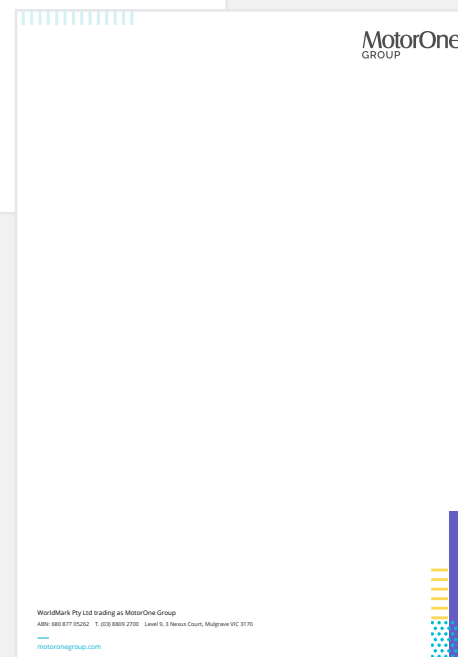 MotorOne
GROUP
WorldMark Pty Ltd trading as MotorOne Group
ABN: 680 877 05262 T. (03) 8809 2700 Level 9, 3 Nexus Court, Mulgrave VIC 3170
motoronegroup.com